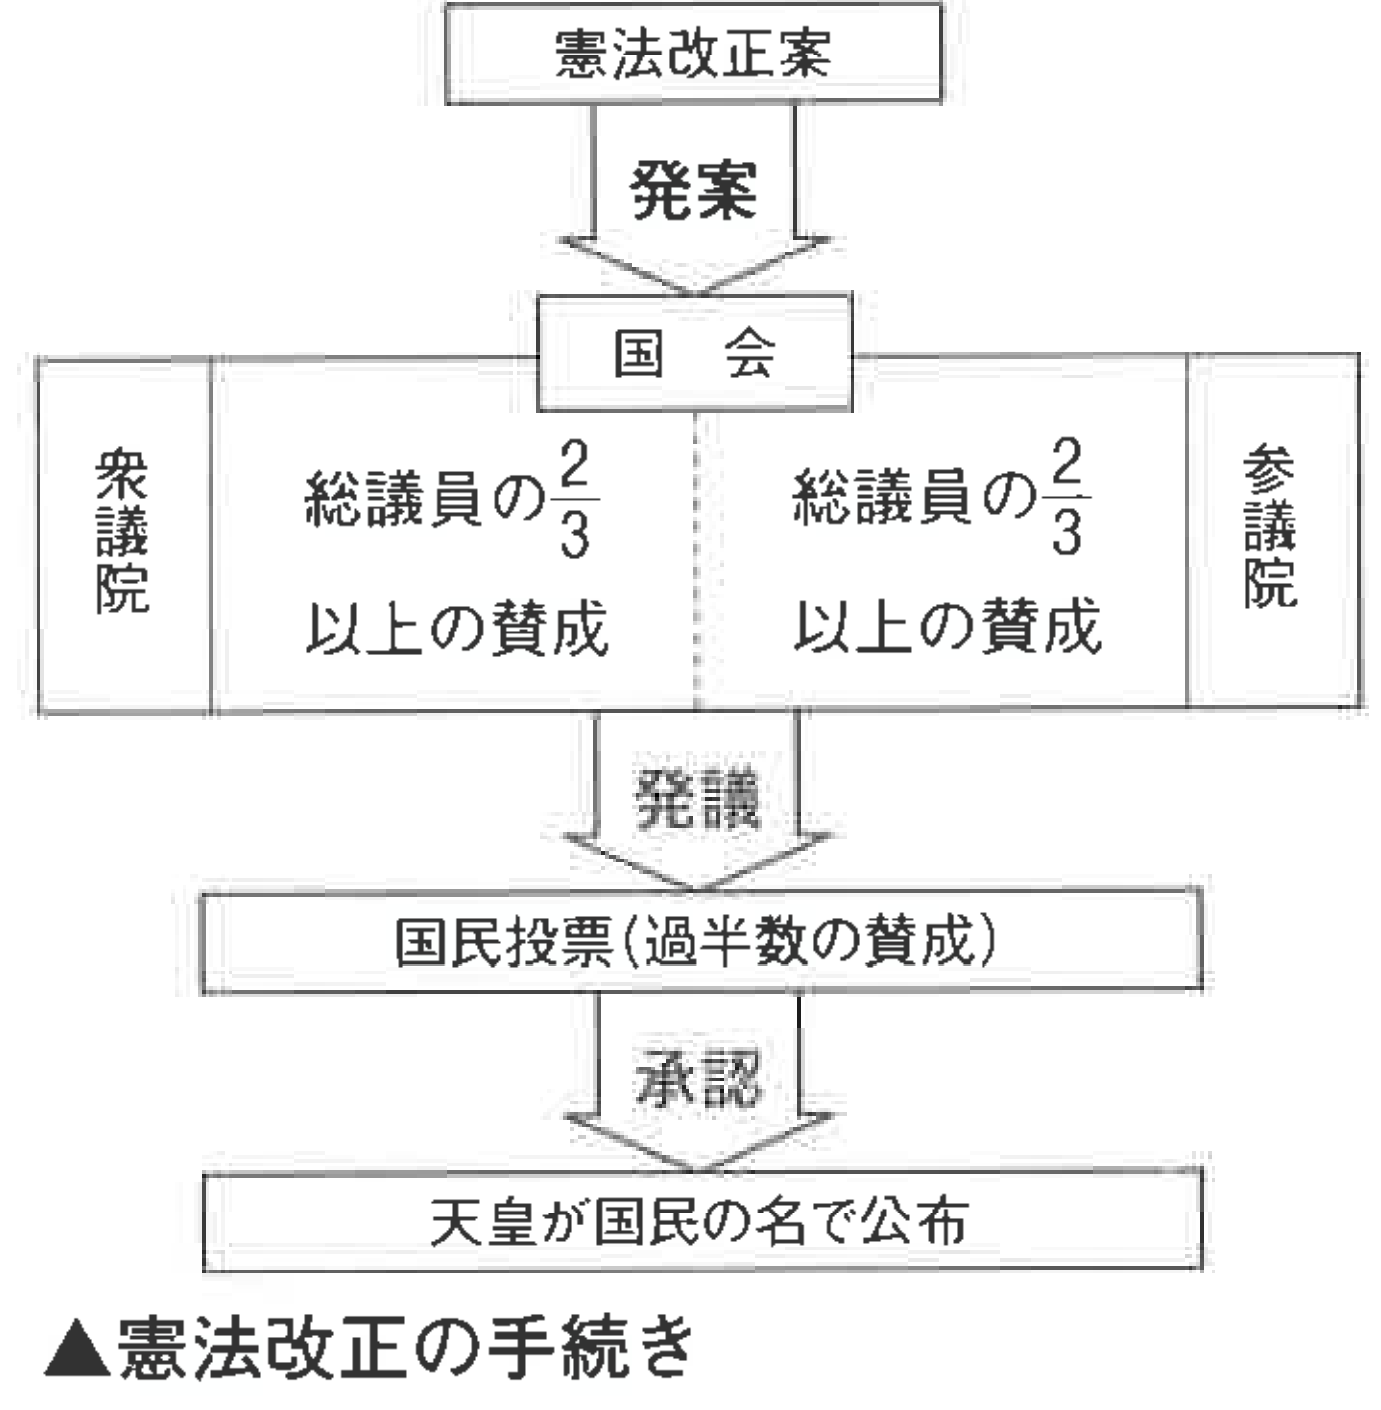 憲法改正案
発案
国 会
衆議院
総議員の2/3
以上の賛成
総議員の2/3
以上の賛成
参議院
発議
国民投票(過半数の賛成)
承認
天皇が国民の名で公布
▲憲法改正の手続き